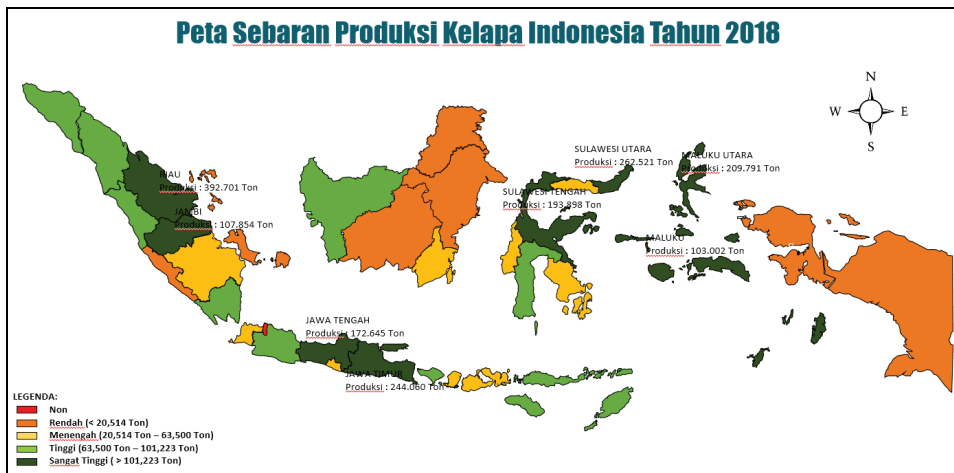 Peta Sebaran Produksi Kelapa Indonesia Tahun 2018
N
W
E
S
SULAWESI UTARA
Produksi : 262.521 Ton
MALUKU UTARA
Produksi : 209.791 Ton
RIAU
Produksi : 392.701 Ton
SULAWESI TENGAH
Produksi : 193.898 Ton
JAMBI
Produksi : 107.854 Ton
MALUKU
Produksi : 103.002 Ton
JAWA TENGAH
Produksi : 172.645 Ton
JAWA TIMUR
Produksi : 244.060 Ton
LEGENDA:
Non
Rendah (< 20,514 Ton)
Menengah (20,514 Ton – 63,500 Ton)
Tinggi (63,500 Ton – 101,223 Ton)
Sangat Tinggi ( > 101,223 Ton)